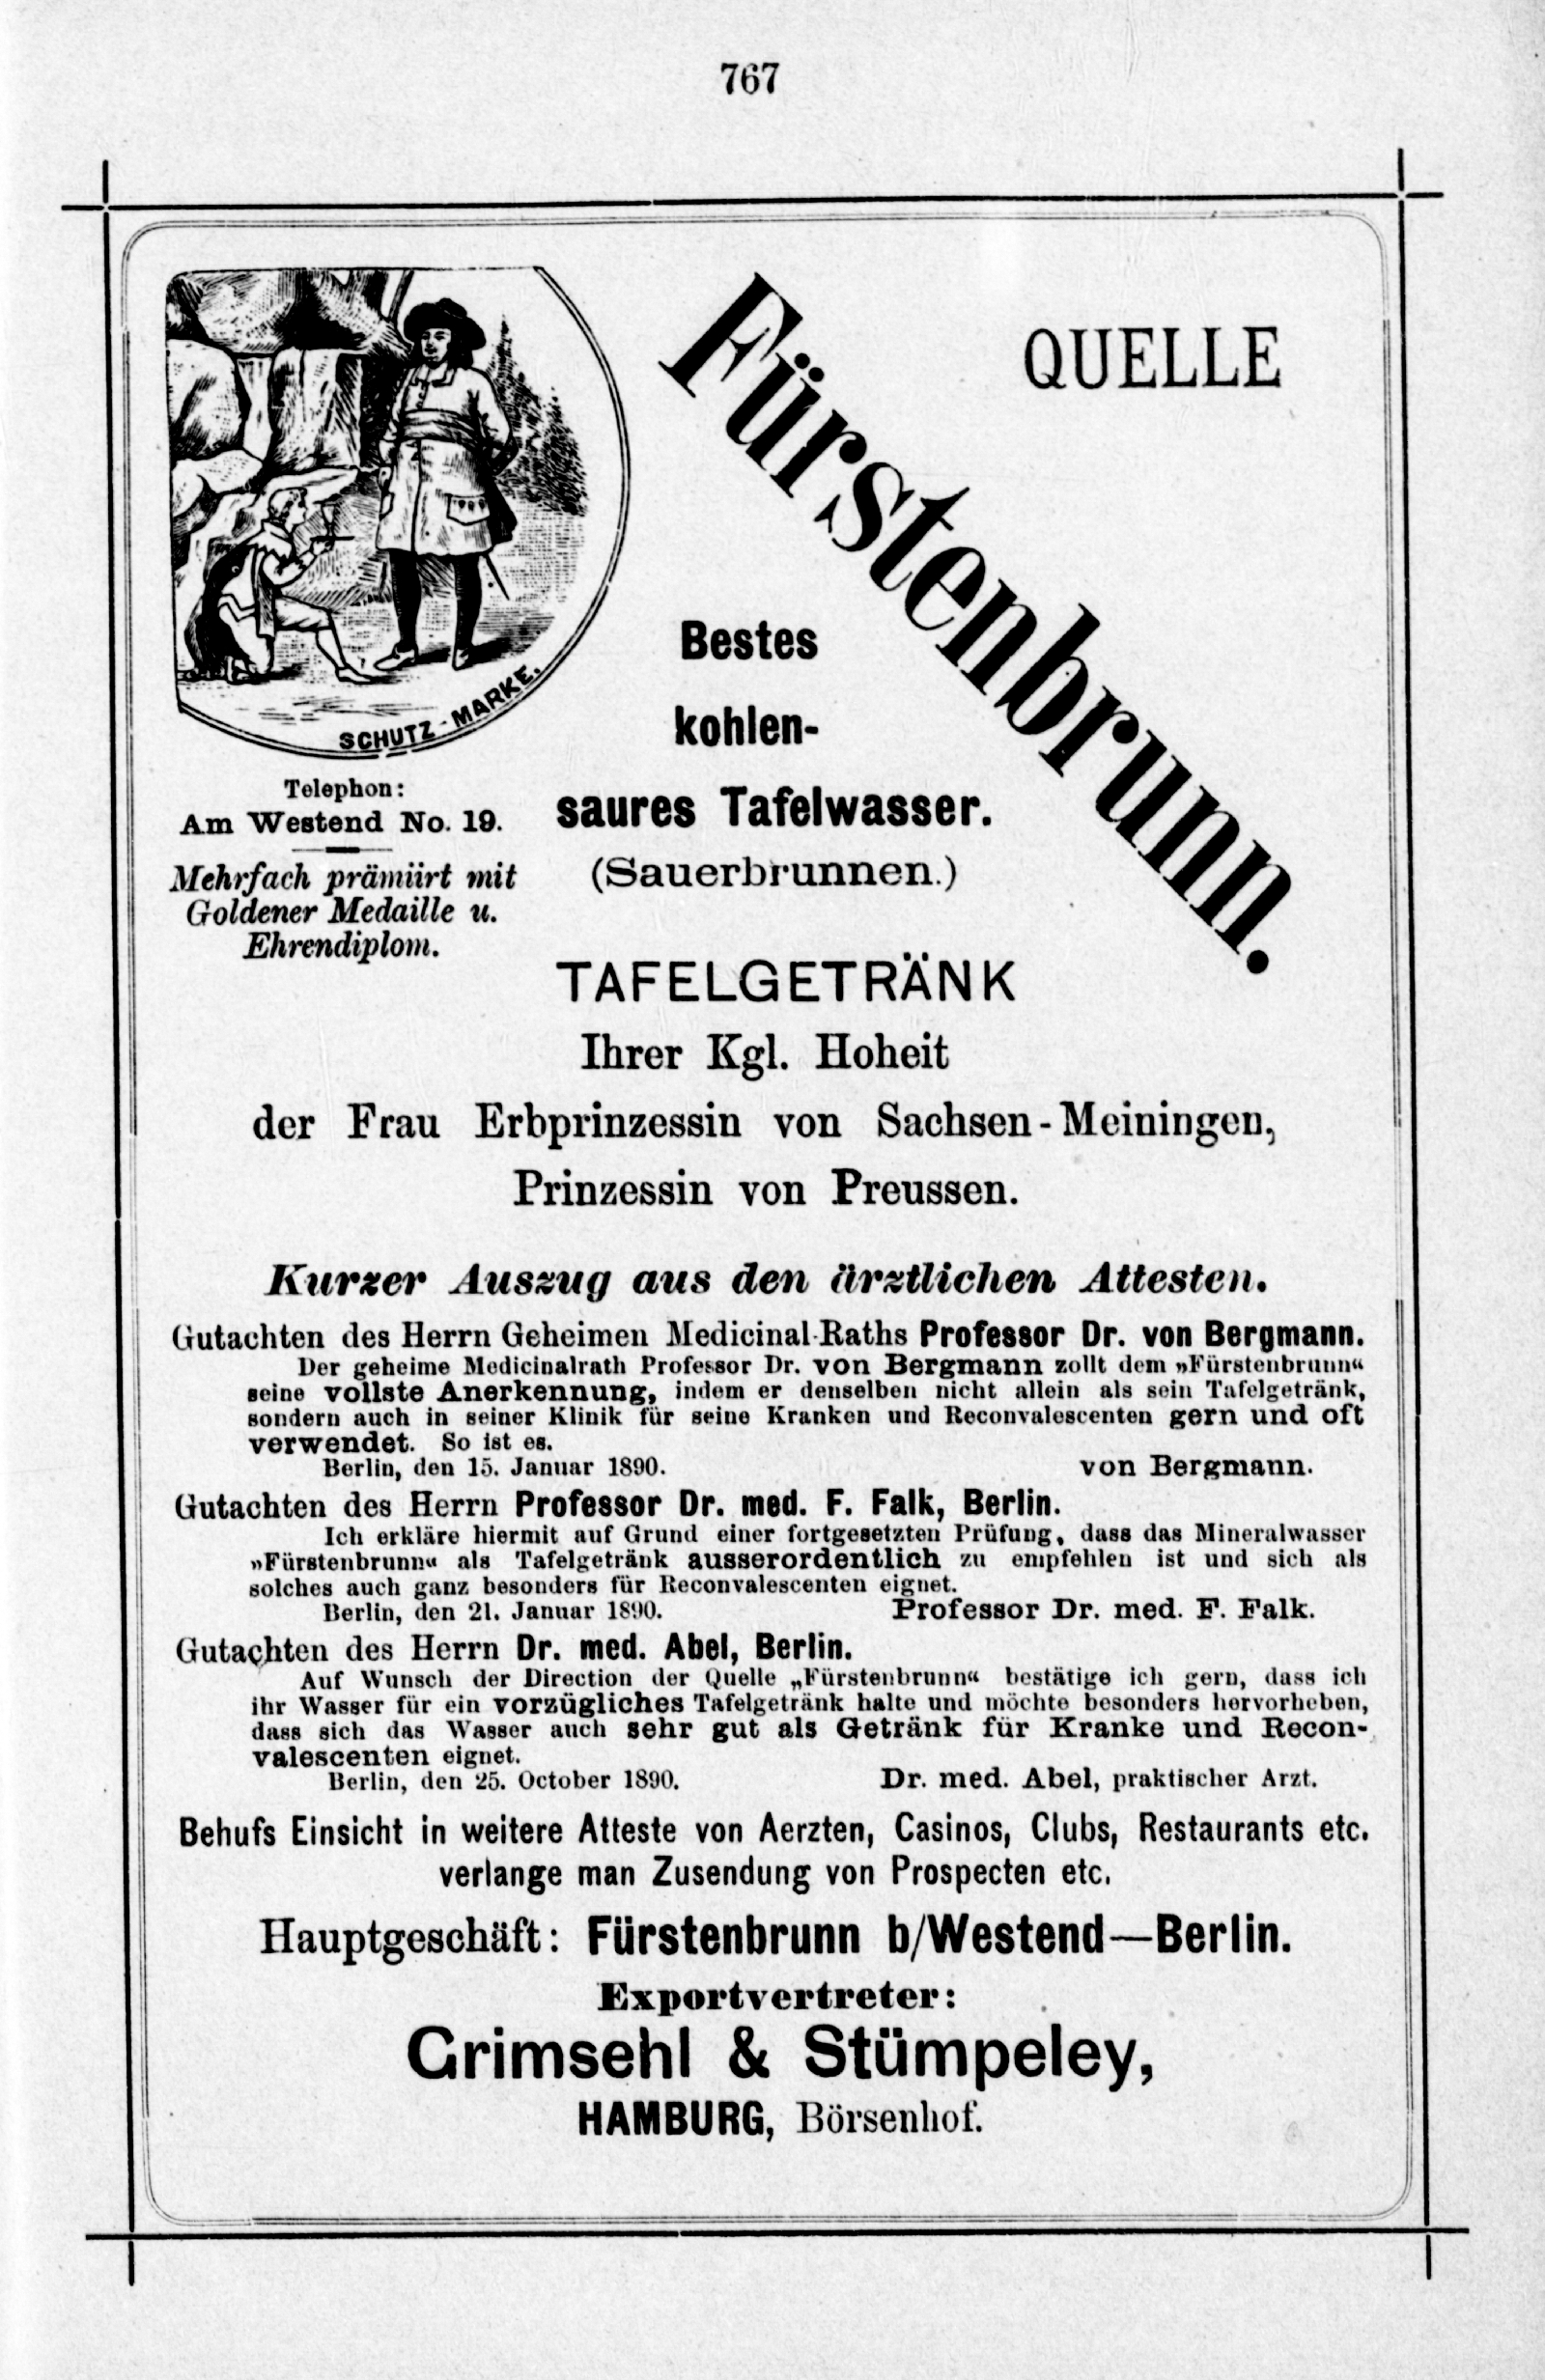 767
QUELLE
Fürstenbrunn.
SCHUTZ-MARKE.
Bestes
kohlen-
saures Tafelwasser.
(Sauerbrunnen.)
Telephon:
Am Westend No. 19.
Mehrfach prämiirt mit
Goldener Medaille u.
Ehrendiplom.
TAFELGETRÄNK
Ihrer Kgl. Hoheit
der Frau Erbprinzessin von Sachsen-Meiningen,
Prinzessin von Preussen.
Kurzer Auszug aus den ärztlichen Attesten.
Gutachten des Herrn Geheimen Medicinal-Raths Professor Dr. von Bergmann.
Der geheime Medicinalrath Professor Dr. von Bergmann zollt dem „Fürstenbrunn“
seine vollste Anerkennung, indem er denselben nicht allein als sein Tafelgetränk,
sondern auch in seiner Klinik für seine Kranken und Reconvalescenten gern und oft
verwendet. So ist es.
Berlin, den 15. Januar 1890. von Bergmann.
Gutachten des Herrn Professor Dr. med. F. Falk, Berlin.
Ich erkläre hiermit auf Grund einer fortgesetzten Prüfung, dass das Mineralwasser
„Fürstenbrunn“ als Tafelgetränk ausserordentlich zu empfehlen ist und sich als
solches auch ganz besonders für Reconvalescenten eignet.
Berlin, den 21. Januar 1890. Professor Dr. med. F. Falk.
Gutachten des Herrn Dr. med. Abel, Berlin.
Auf Wunsch der Direction der Quelle „Fürstenbrunn“ bestätige ich gern, dass ich
ihr Wasser für ein vorzügliches Tafelgetränk halte und möchte besonders hervorheben,
dass sich das Wasser auch sehr gut als Getränk für Kranke und Recon-
valescenten eignet.
Berlin, den 25. October 1890. Dr. med. Abel, praktischer Arzt.
Behufs Einsicht in weitere Atteste von Aerzten, Casinos, Clubs, Restaurants etc.
verlange man Zusendung von Prospecten etc.
Hauptgeschäft: Fürstenbrunn b/Westend—Berlin.
Exportvertreter:
Grimsehl & Stümpeley,
HAMBURG, Börsenhof.